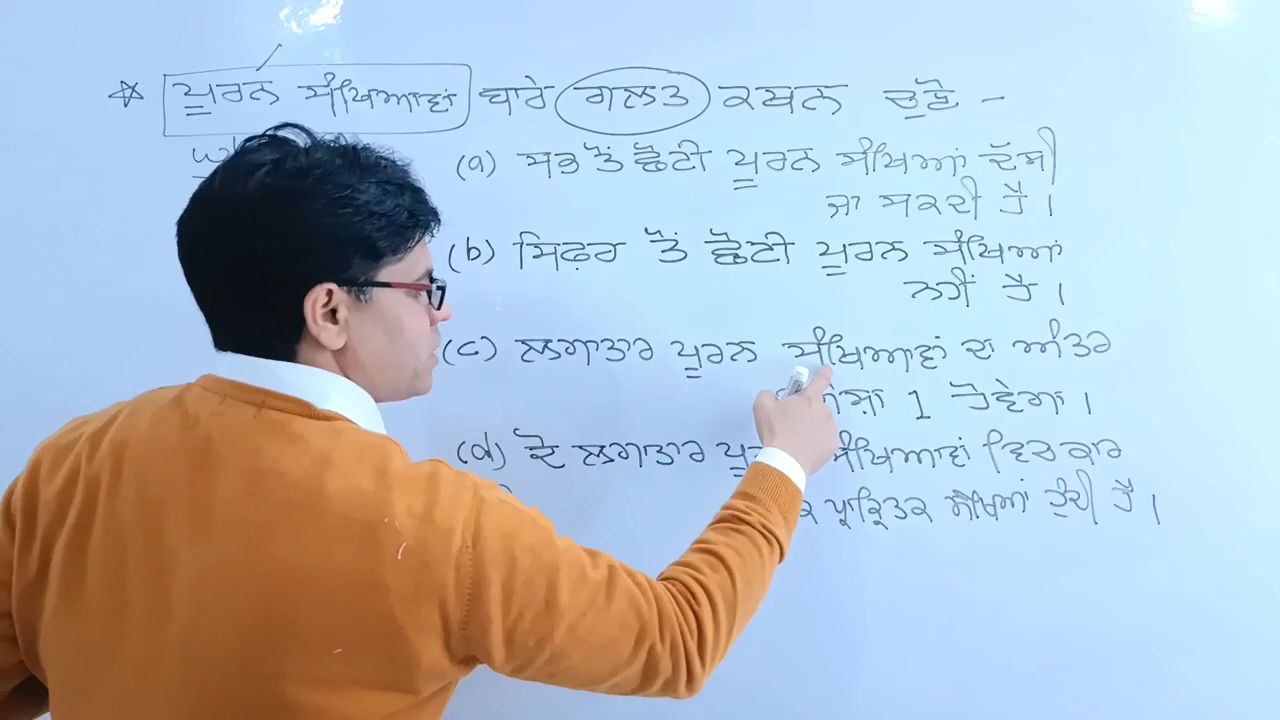 ☆ ਪੂਰਨ ਸੰਖਿਆਵਾਂ ਬਾਰੇ ਗਲਤ ਕਥਨ ਚੁਣੋ -
(a) ਸਭ ਤੋਂ ਛੋਟੀ ਪੂਰਨ ਸੰਖਿਆਂ ਦੱਸੀ
ਜਾ ਸਕਦੀ ਹੈ।
(b) ਸਿਫ਼ਰ ਤੋਂ ਛੋਟੀ ਪੂਰਨ ਸੰਖਿਆਂ
ਨਹੀਂ ਹੈ।
(c) ਲਗਾਤਾਰ ਪੂਰਨ ਸੰਖਿਆਵਾਂ ਦਾ ਅੰਤਰ
1 ਹੋਵੇਗਾ।
(d) ਦੋ ਲਗਾਤਾਰ ਸੰਖਿਆਵਾਂ ਵਿਚਕਾਰ
ਪ੍ਰਾਕ੍ਰਿਤਕ ਸੰਖਿਆਂ ਹੁੰਦੀ ਹੈ।